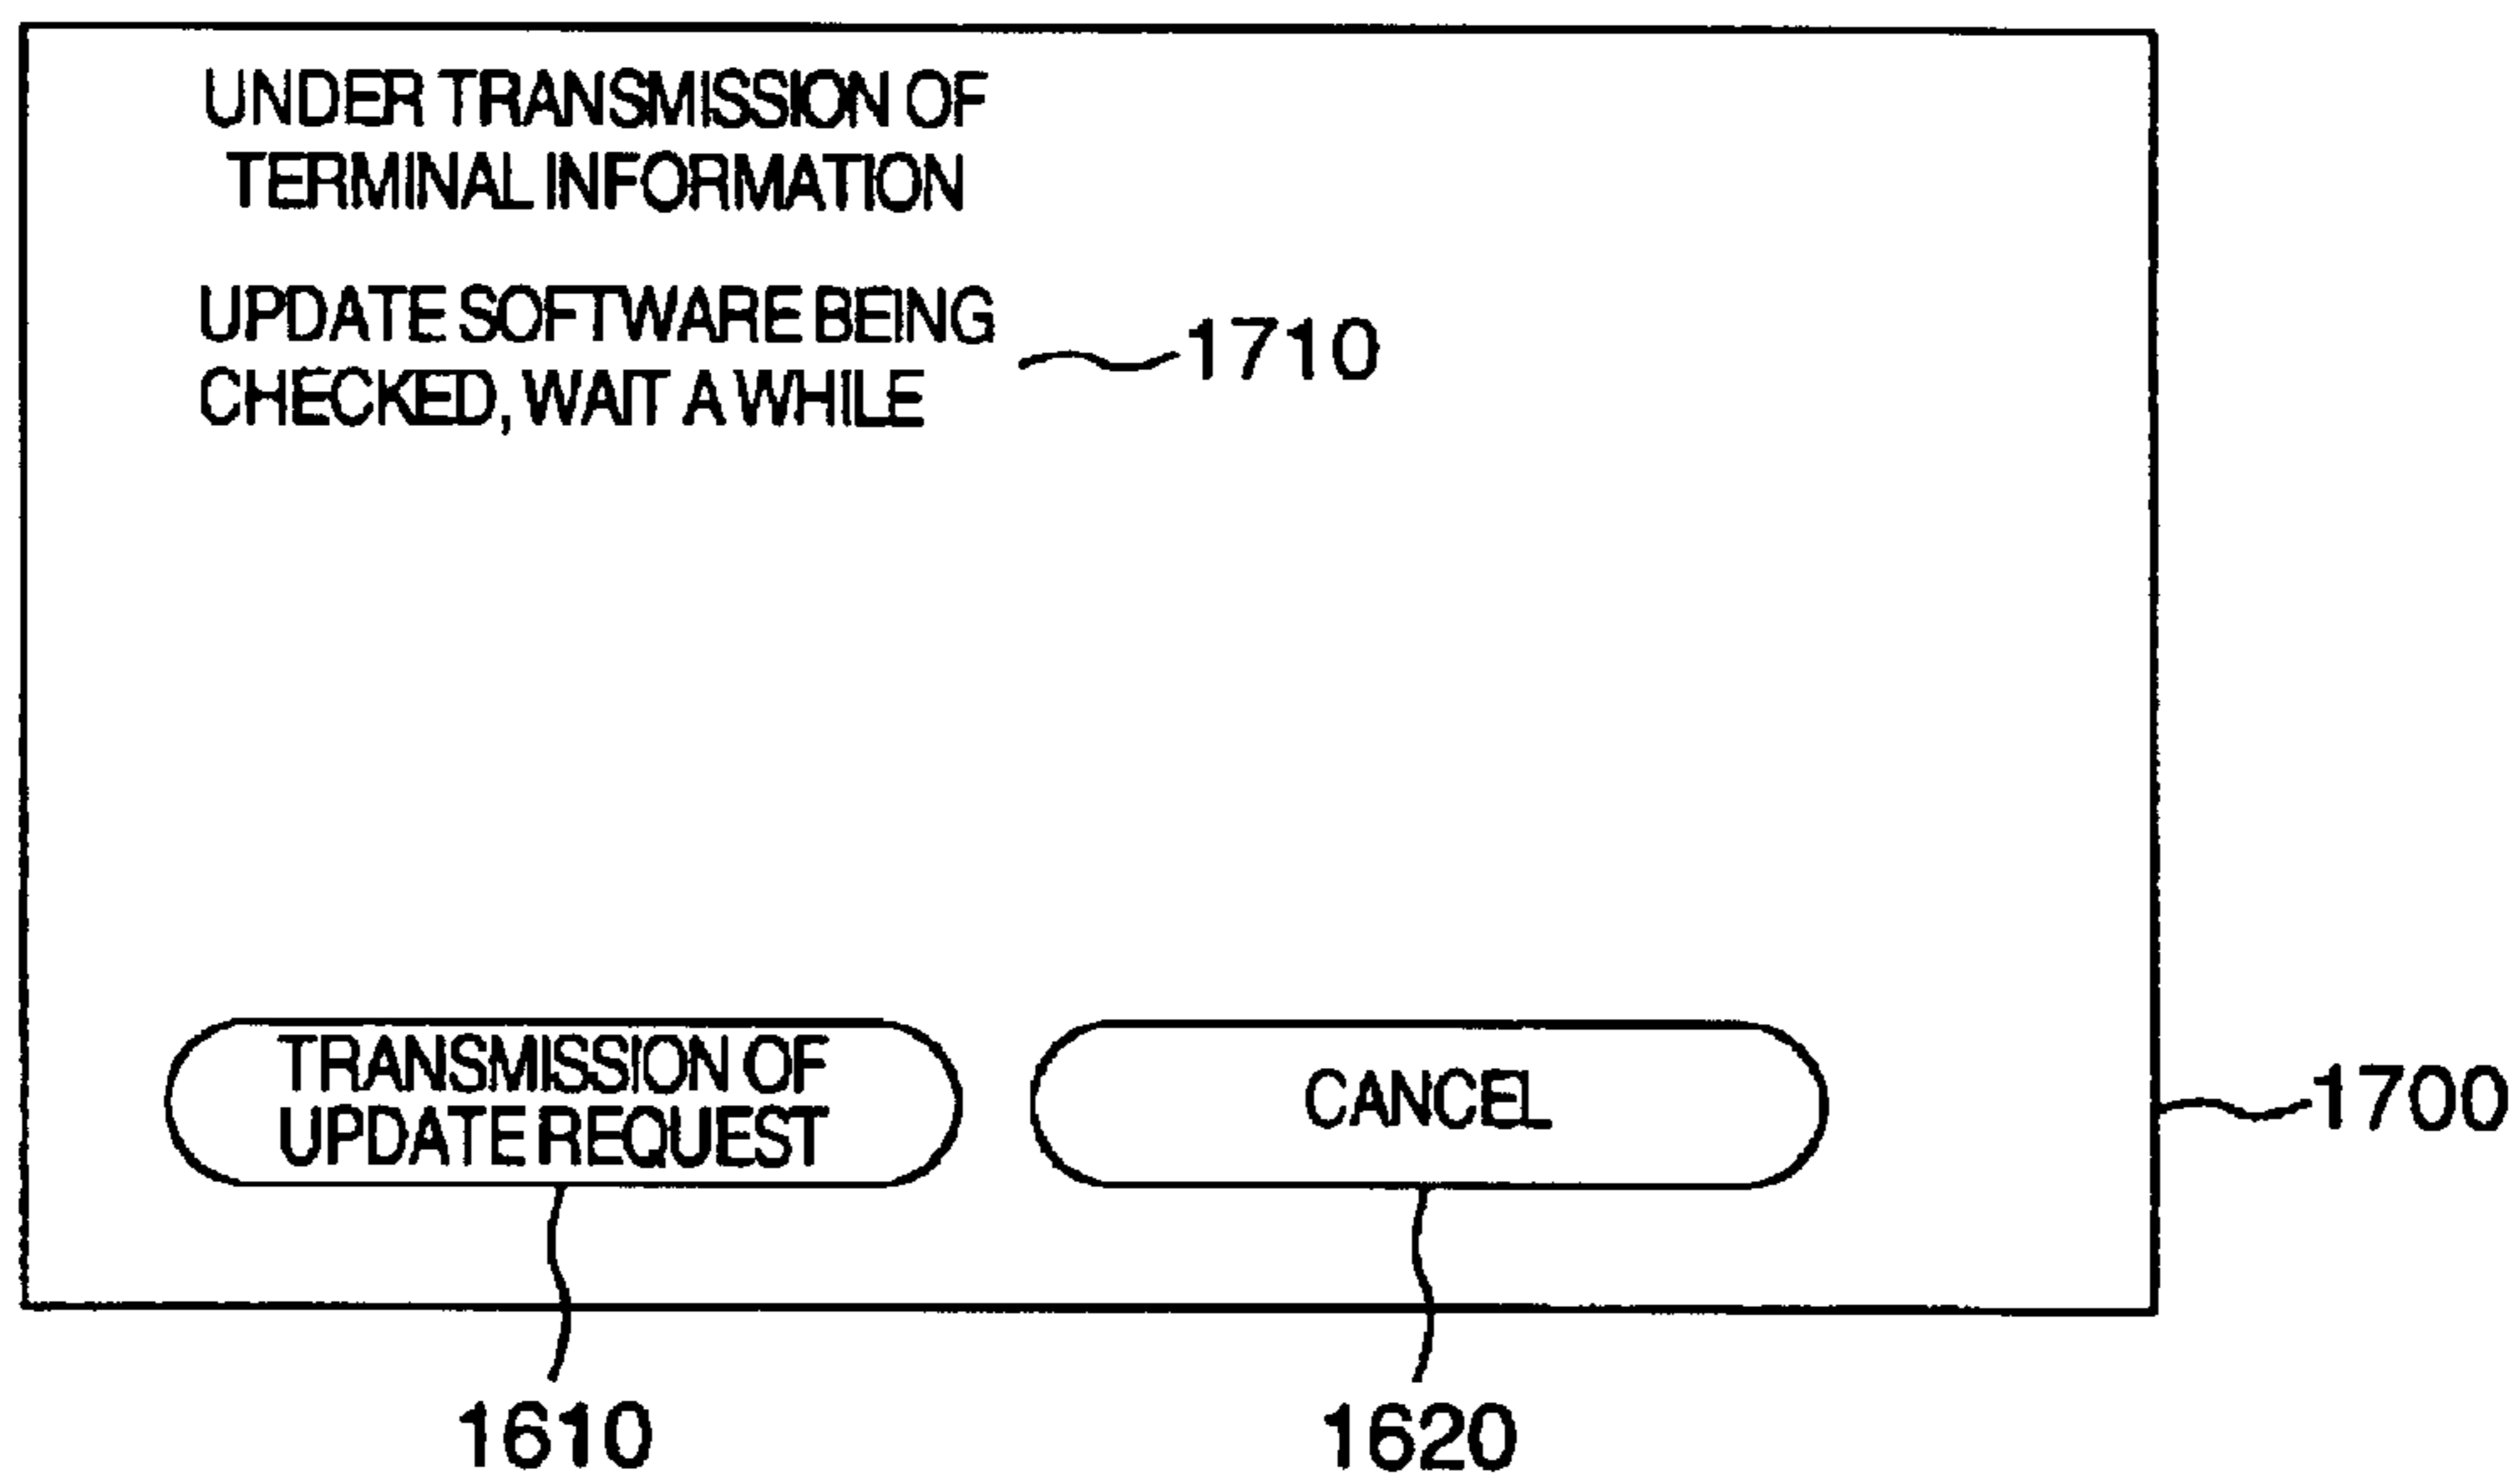 UNDER TRANSMISSION OF
TERMINAL INFORMATION
UPDATE SOFTWARE BEING
CHECKED, WAIT A WHILE
1710
TRANSMISSION OF
UPDATE REQUEST
CANCEL
1700
1610
1620